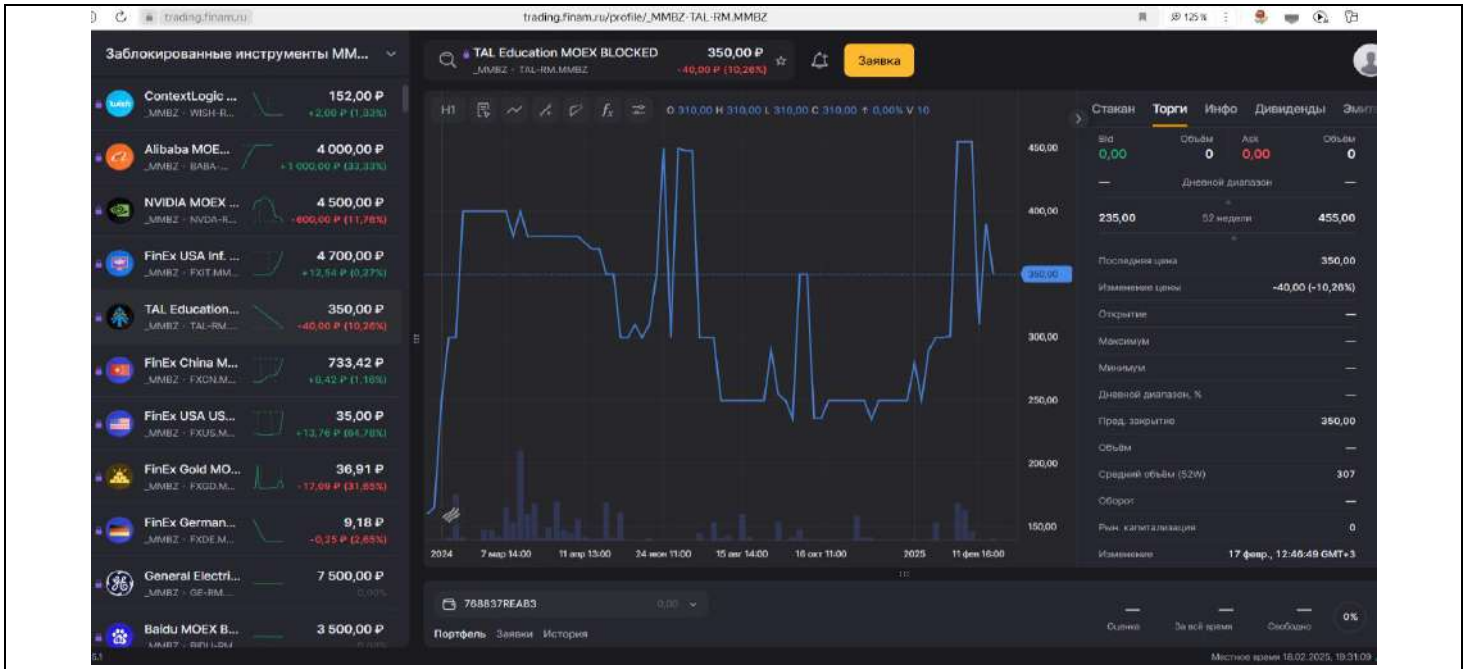 trading.finam.ru
trading.finam.ru/profile/_MMBZ-TAL-RM.MMBZ
125 %
Заблокированные инструменты MM...
ContextLogic ... 152,00 ₽
_MMBZ - WISH-R... +2,00 ₽ (1,33%)
Alibaba MOE... 4 000,00 ₽
_MMBZ - BABA-... +1 000,00 ₽ (33,33%)
NVIDIA MOEX ... 4 500,00 ₽
_MMBZ - NVDA-R... -600,00 ₽ (11,76%)
FinEx USA Inf. ... 4 700,00 ₽
_MMBZ - FXIT.MM... +12,54 ₽ (0,27%)
TAL Education... 350,00 ₽
_MMBZ - TAL-RM.... -40,00 ₽ (10,26%)
FinEx China M... 733,42 ₽
_MMBZ - FXCN.M... +8,42 ₽ (1,16%)
FinEx USA US... 35,00 ₽
_MMBZ - FXUS.M... +13,76 ₽ (64,78%)
FinEx Gold MO... 36,91 ₽
_MMBZ - FXGD.M... -17,09 ₽ (31,65%)
FinEx German... 9,18 ₽
_MMBZ - FXDE.M... -0,25 ₽ (2,65%)
General Electri... 7 500,00 ₽
_MMBZ - GE-RM.... 0,00%
Baidu MOEX B... 3 500,00 ₽
TAL Education MOEX BLOCKED 350,00 ₽
_MMBZ - TAL-RM.MMBZ -40,00 ₽ (10,26%)
Заявка
H1 fx O 310,00 H 310,00 L 310,00 C 310,00 ↑ 0,00% V 10
450,00
400,00
350,00
300,00
250,00
200,00
150,00
2024 7 мар 14:00 11 апр 13:00 24 июн 11:00 15 авг 14:00 16 окт 11:00 2025 11 фев 16:00
768837REAB3 0,00
Портфель Заявки История
Стакан Торги Инфо Дивиденды
Bid Объём Ask Объём
0,00 0 0,00 0
— Дневной диапазон —
235,00 52 недели 455,00
Последняя цена 350,00
Изменение цены -40,00 (-10,26%)
Открытие —
Максимум —
Минимум —
Дневной диапазон, % —
Пред. закрытие 350,00
Объём —
Средний объём (52W) 307
Оборот —
Рын. капитализация 0
Изменение 17 февр., 12:46:49 GMT+3
— — — 0%
Оценка За всё время Свободно
Местное время 18.02.2025, 19:31:09